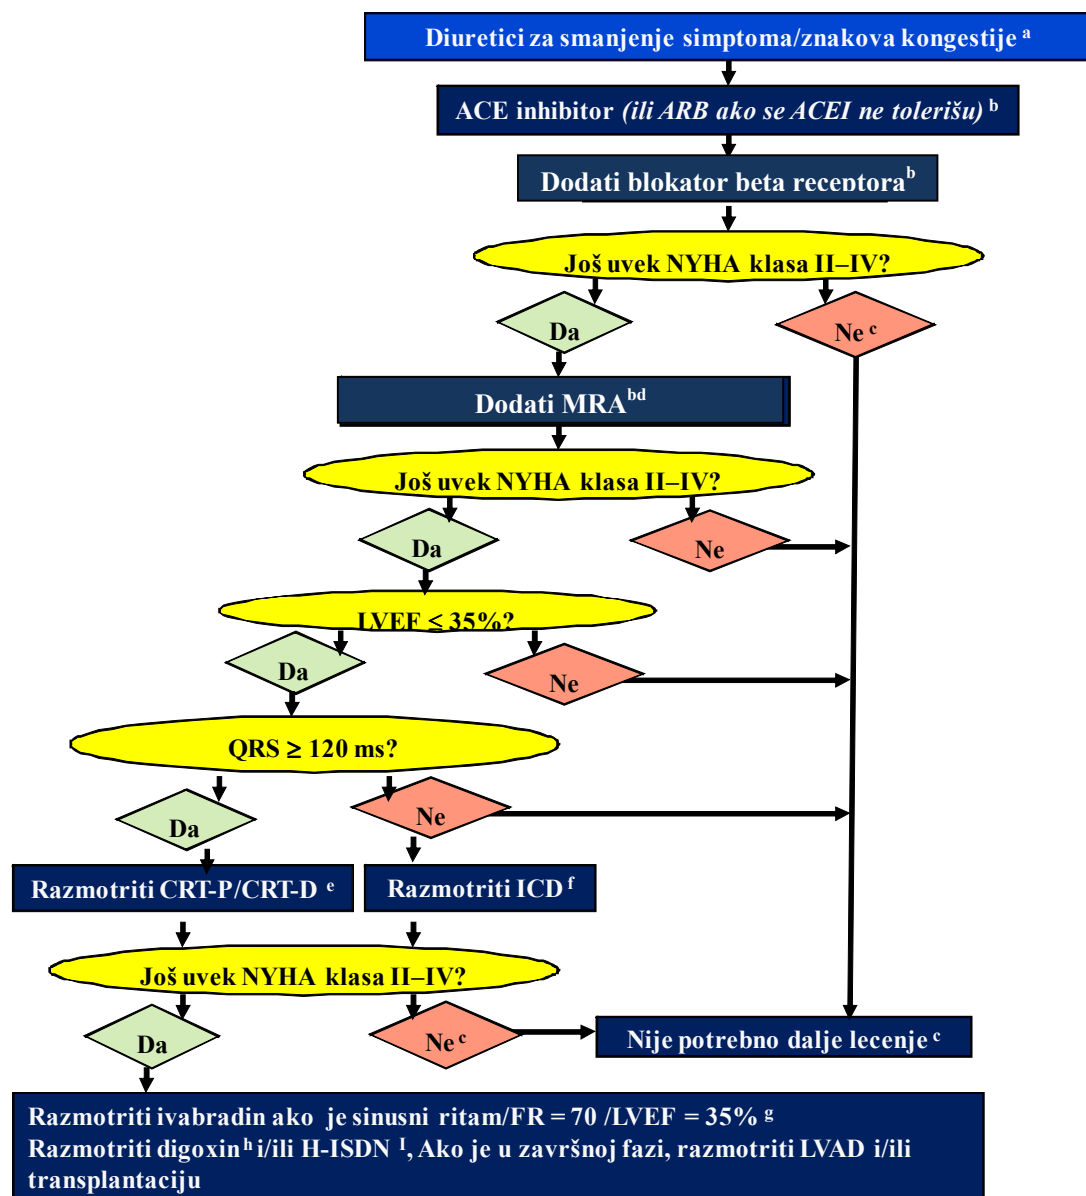 Diuretici za smanjenje simptoma/znakova kongestije a
ACE inhibitor (ili ARB ako se ACEI ne tolerišu) b
Dodati blokator beta receptora b
Još uvek NYHA klasa II–IV?
Da
Ne c
Dodati MRA bd
Još uvek NYHA klasa II–IV?
Da
Ne
LVEF ≤ 35%?
Da
Ne
QRS ≥ 120 ms?
Da
Ne
Razmotriti CRT-P/CRT-D e
Razmotriti ICD f
Još uvek NYHA klasa II–IV?
Da
Ne c
Nije potrebno dalje lecenje c
Razmotriti ivabradin ako je sinusni ritam/FR = 70 /LVEF = 35% g
Razmotriti digoxin h i/ili H-ISDN I, Ako je u završnoj fazi, razmotriti LVAD i/ili
transplantaciju